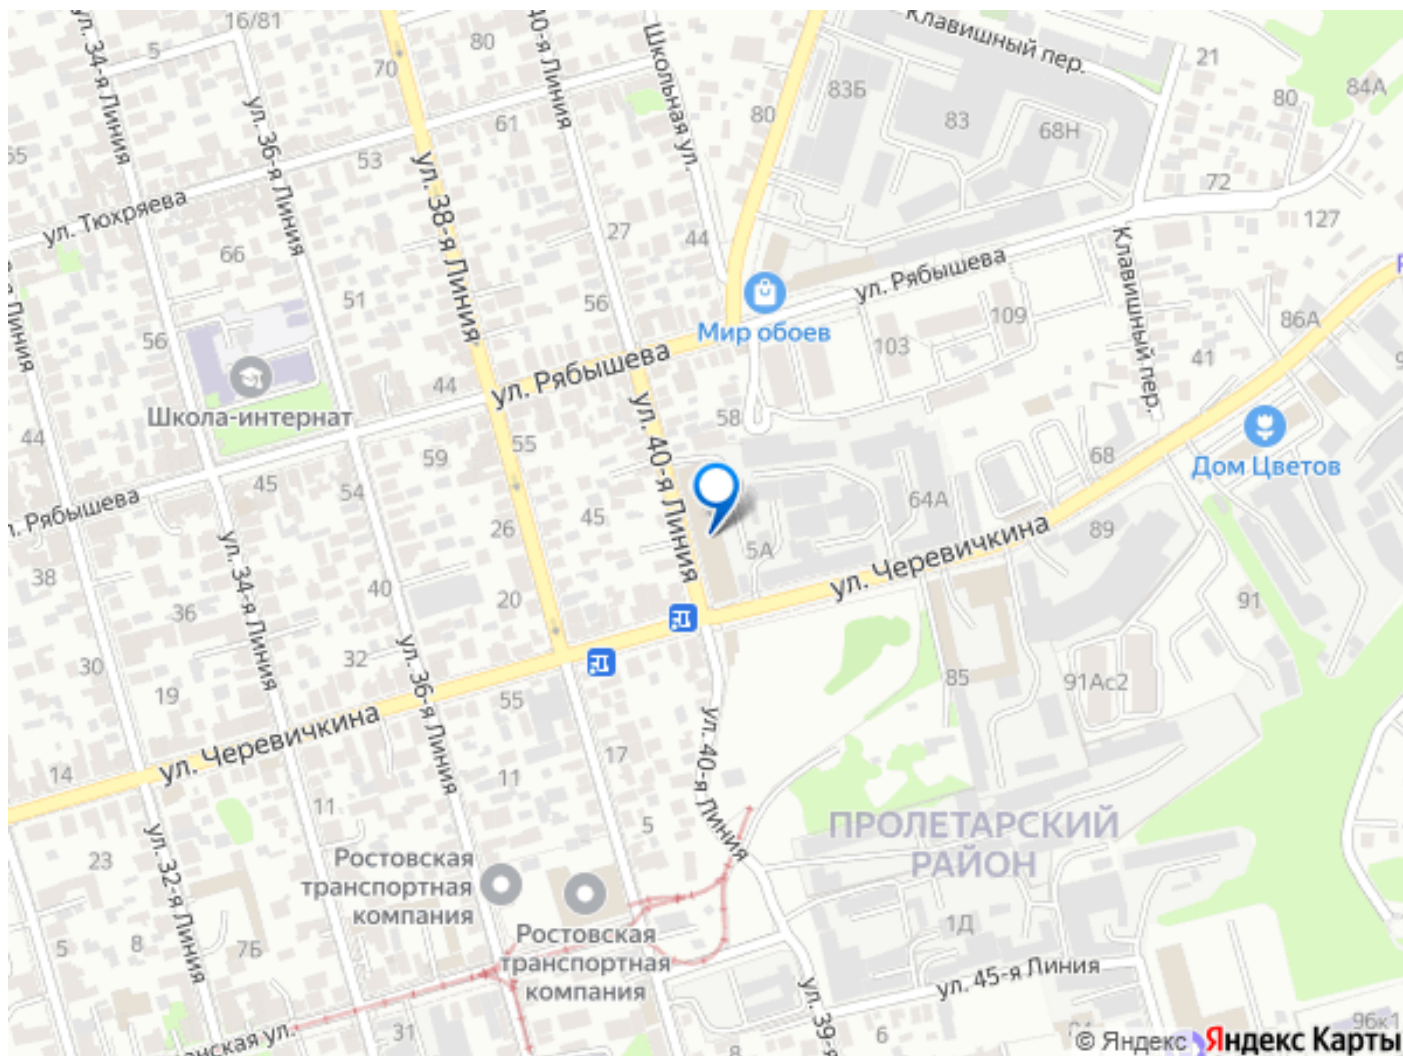 16/81
5
ул. 34-я Линия
70
80
40-я Линия
Школьная ул.
Клавишный пер.
21
84А
80
83Б
83
68Н
80
61
53
ул. 36-я Линия
ул. 38-я Линия
ул. Тюхряева
66
27
44
72
127
Клавишный пер.
ул. Рябышева
51
56
56
Мир обоев
109
103
86А
41
Школа-интернат
44
ул. Рябышева
ул. 40-я Линия
58
44
59
55
Дом Цветов
68
45
54
64А
Рябышева
26
45
5А
89
ул. Черевичкина
38
36
40
20
91
ул. 34-я Линия
32
ул. 36-я Линия
30
19
55
85
91Ас2
ул. Черевичкина
ул. 40-я Линия
14
11
11
17
5
ПРОЛЕТАРСКИЙ
РАЙОН
23
ул. 32-я Линия
Ростовская
транспортная
компания
Ростовская
транспортная
компания
5
8
7Б
1Д
ул. 45-я Линия
ул. 39-я
31
8
6
96к1
© Яндекс Яндекс Карты